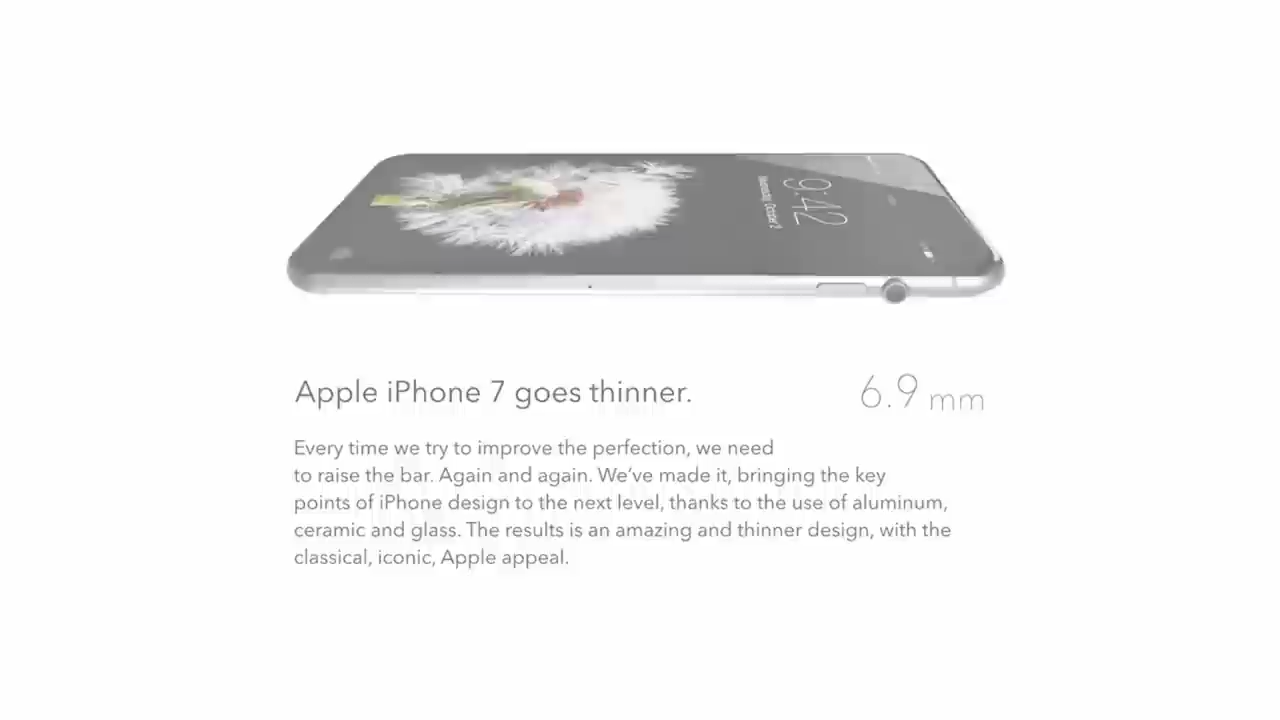 9:42
Wednesday, October 2
Apple iPhone 7 goes thinner.
6.9 mm
Every time we try to improve the perfection, we need
to raise the bar. Again and again. We've made it, bringing the key
points of iPhone design to the next level, thanks to the use of aluminum,
ceramic and glass. The results is an amazing and thinner design, with the
classical, iconic, Apple appeal.